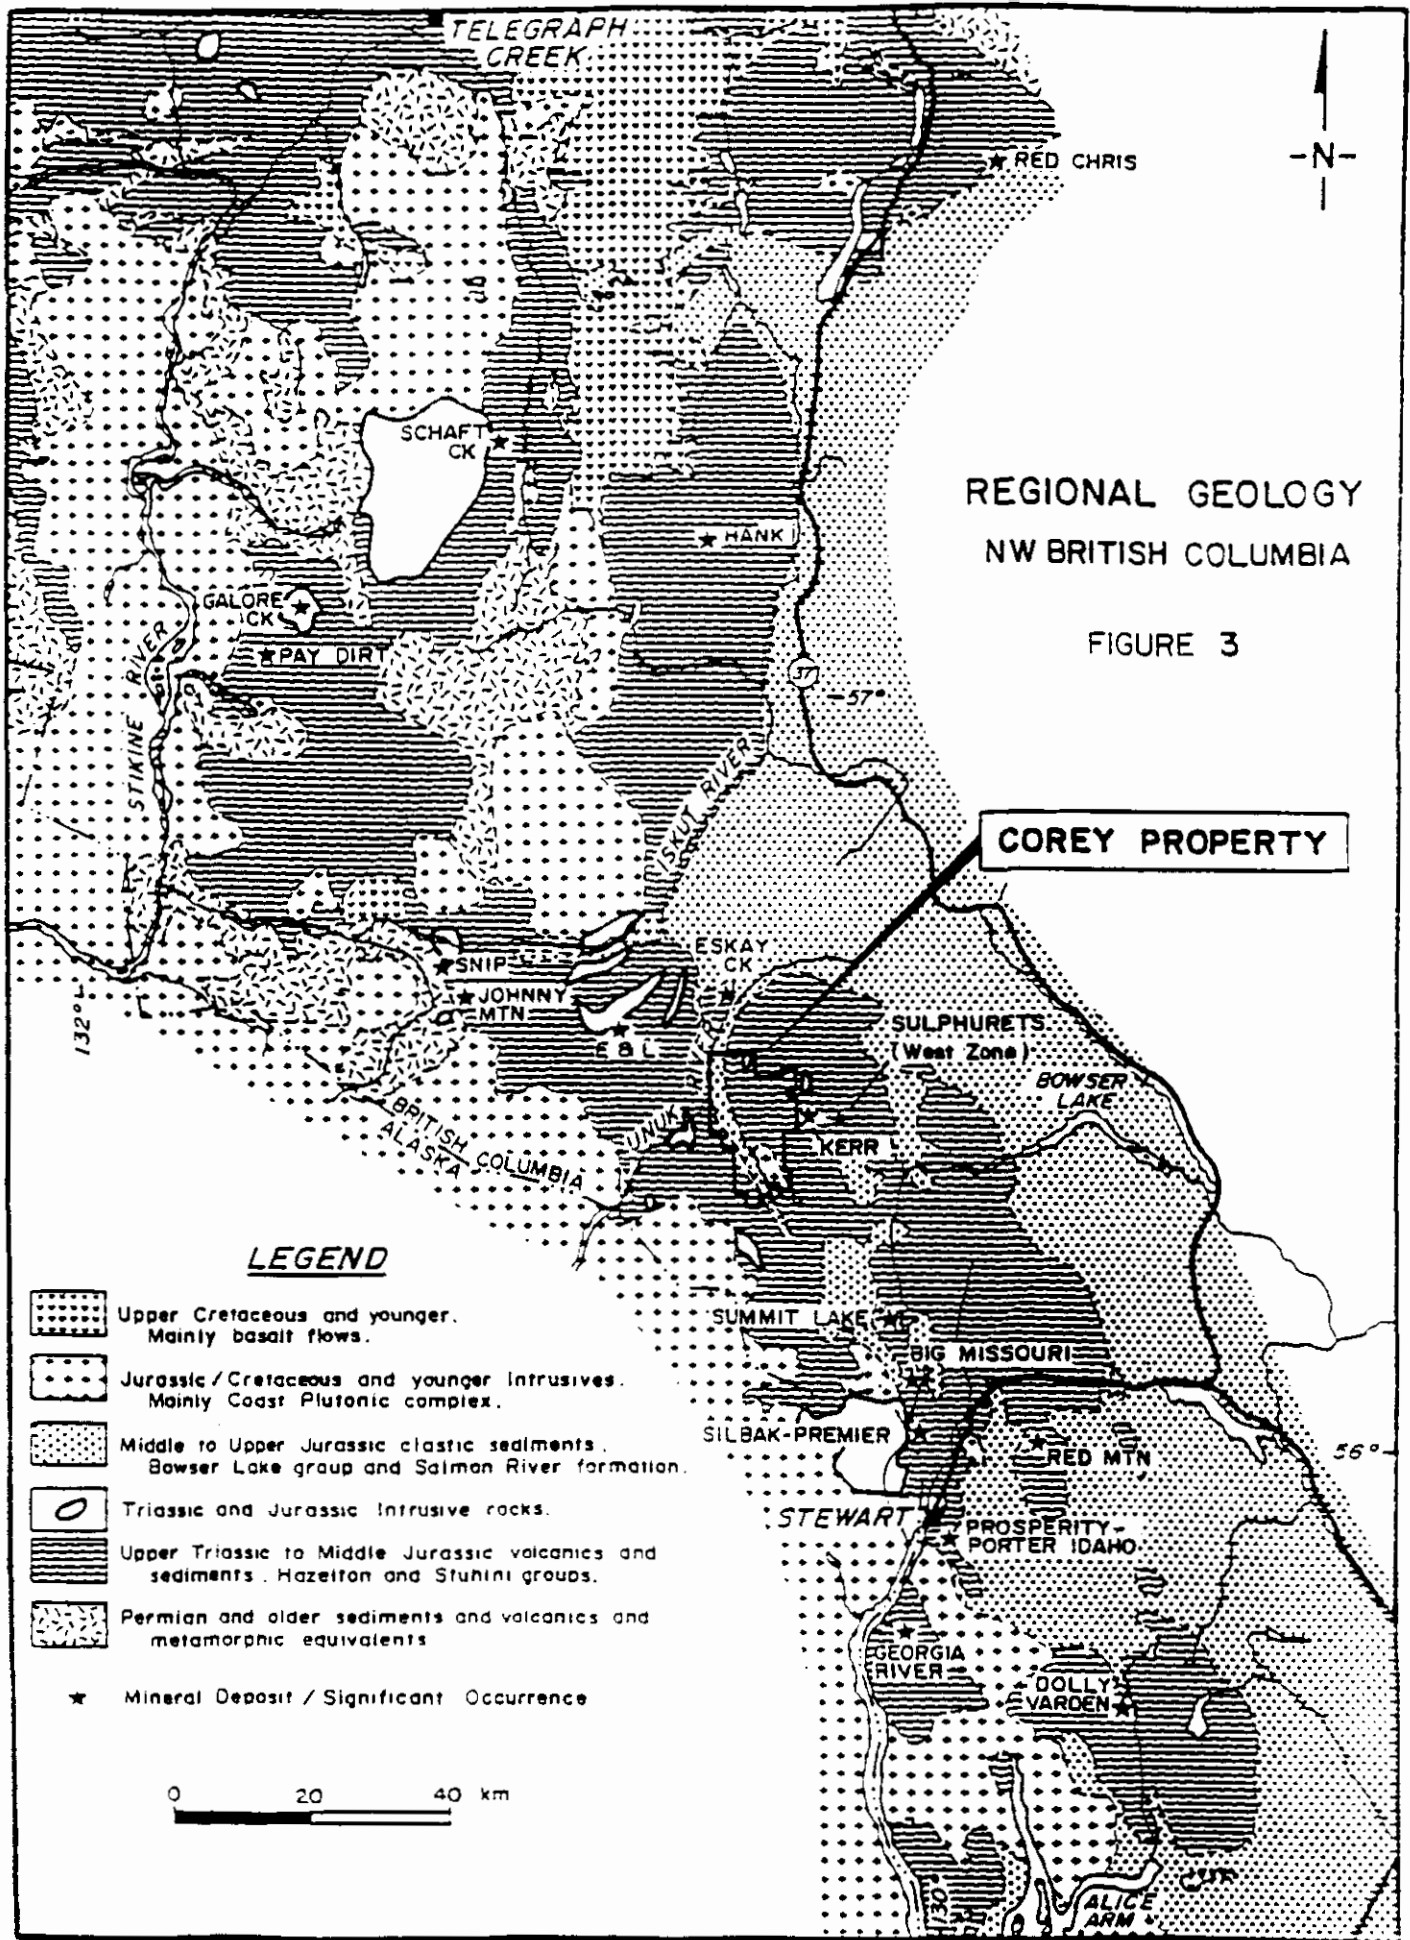 TELEGRAPH
CREEK
-N-
RED CHRIS
SCHAFT
CK
REGIONAL GEOLOGY
NW BRITISH COLUMBIA
FIGURE 3
HANK
GALORE
CK
PAY DIRT
STIKINE RIVER
37
57°
ISKUT RIVER
COREY PROPERTY
ESKAY
CK
SNIP
JOHNNY
MTN
E & L
132°
SULPHURETS
(West Zone)
BOWSER
LAKE
KERR
UNUK R
BRITISH COLUMBIA
ALASKA
LEGEND
Upper Cretaceous and younger.
Mainly basalt flows.
Jurassic/Cretaceous and younger Intrusives.
Mainly Coast Plutonic complex.
Middle to Upper Jurassic clastic sediments.
Bowser Lake group and Salmon River formation.
Triassic and Jurassic Intrusive rocks.
Upper Triassic to Middle Jurassic volcanics and
sediments. Hazelton and Stuhini groups.
Permian and older sediments and volcanics and
metamorphic equivalents
Mineral Deposit / Significant Occurrence
SUMMIT LAKE
BIG MISSOURI
SILBAK-PREMIER
RED MTN
56°
STEWART
PROSPERITY-
PORTER IDAHO
GEORGIA
RIVER
DOLLY
VARDEN
0 20 40 km
130°
ALICE
ARM